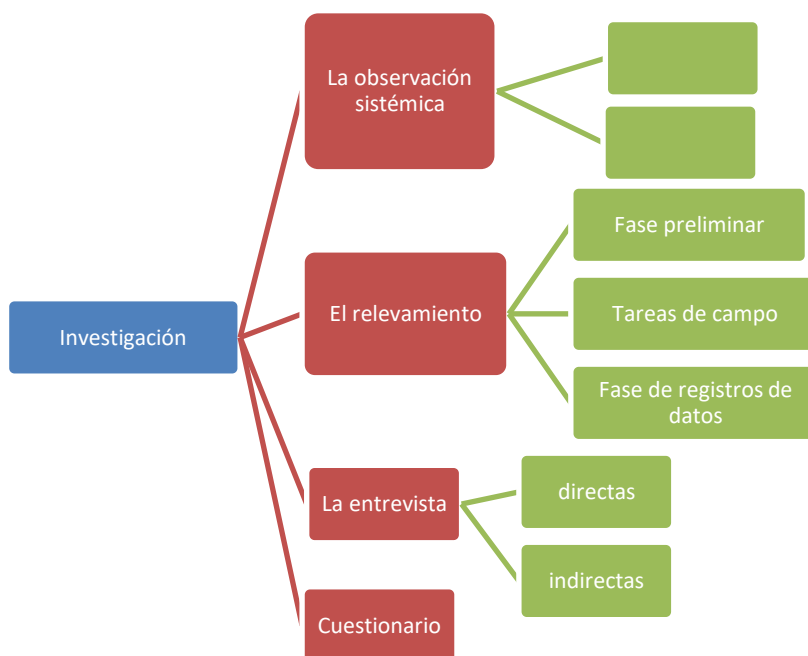 La observación
sistémica
Fase preliminar
El relevamiento
Tareas de campo
Investigación
Fase de registros de
datos
La entrevista
directas
indirectas
Cuestionario